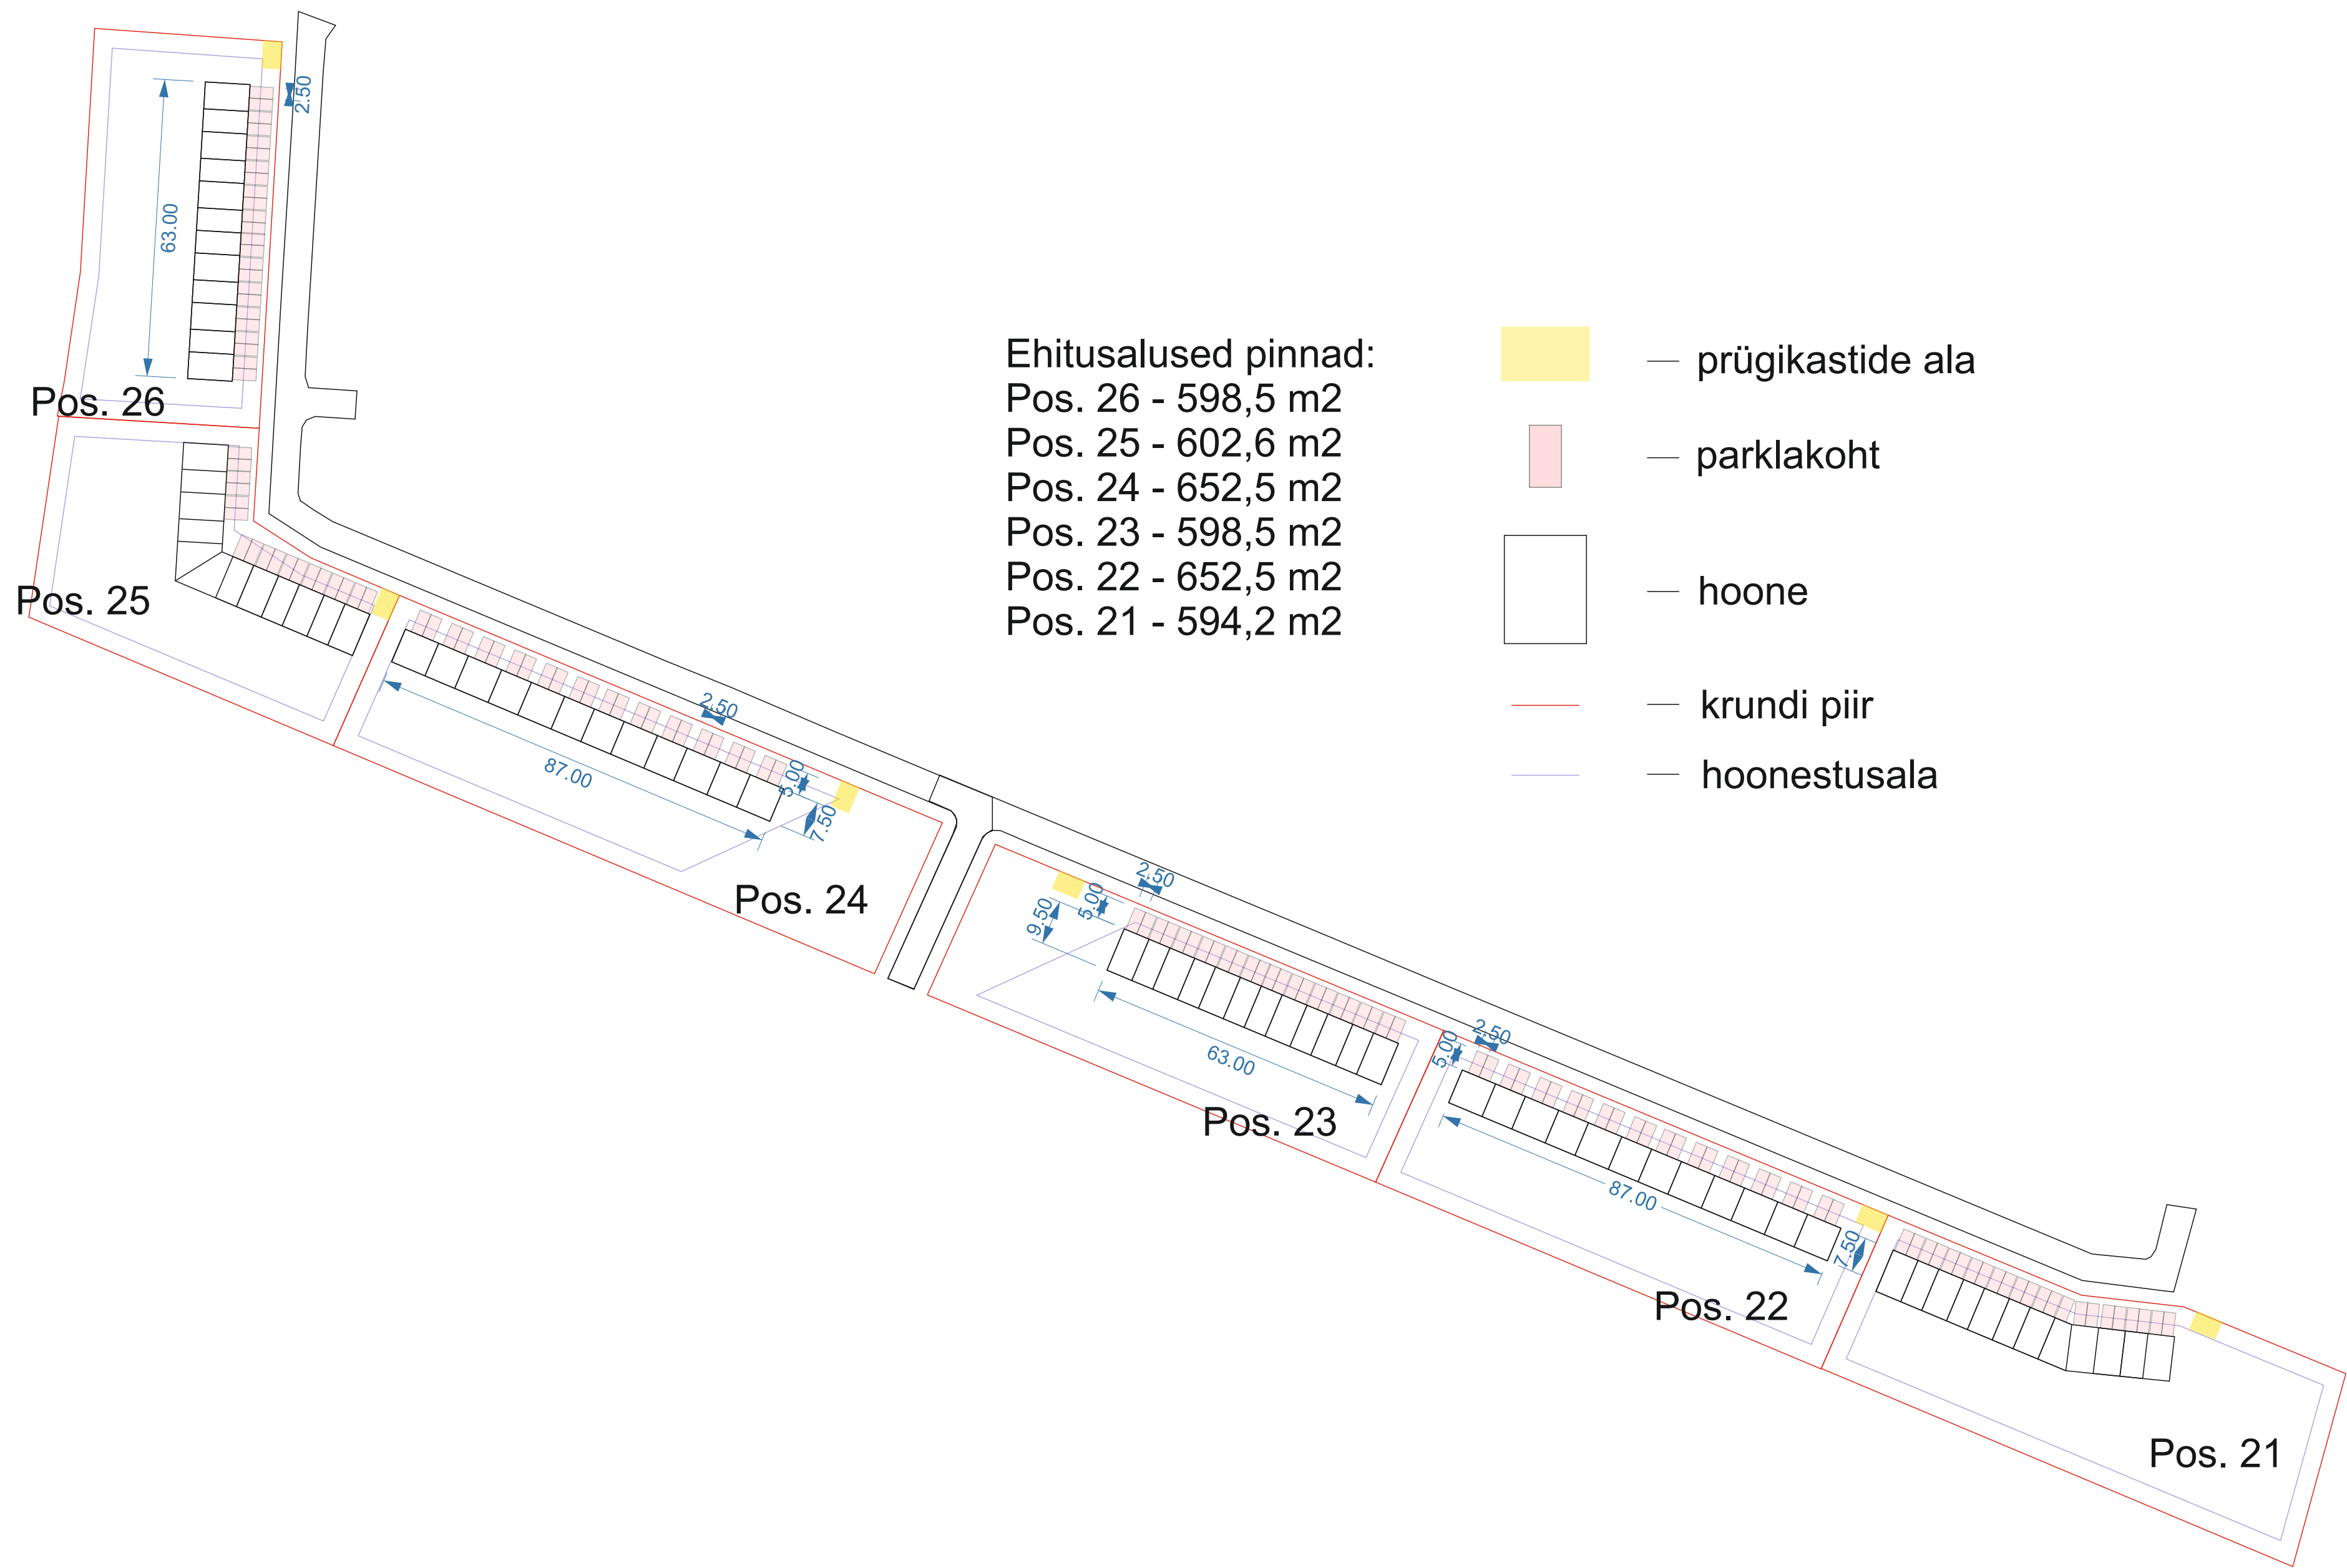 2.50
63.00
Pos. 26
Pos. 25
Ehitusalused pinnad:
Pos. 26 - 598,5 m2
Pos. 25 - 602,6 m2
Pos. 24 - 652,5 m2
Pos. 23 - 598,5 m2
Pos. 22 - 652,5 m2
Pos. 21 - 594,2 m2
prügikastide ala
parklakoht
hoone
krundi piir
hoonestusala
2.50
87.00
5.00
7.50
Pos. 24
2.50
5.00
9.50
63.00
Pos. 23
2.50
5.00
87.00
7.50
Pos. 22
Pos. 21